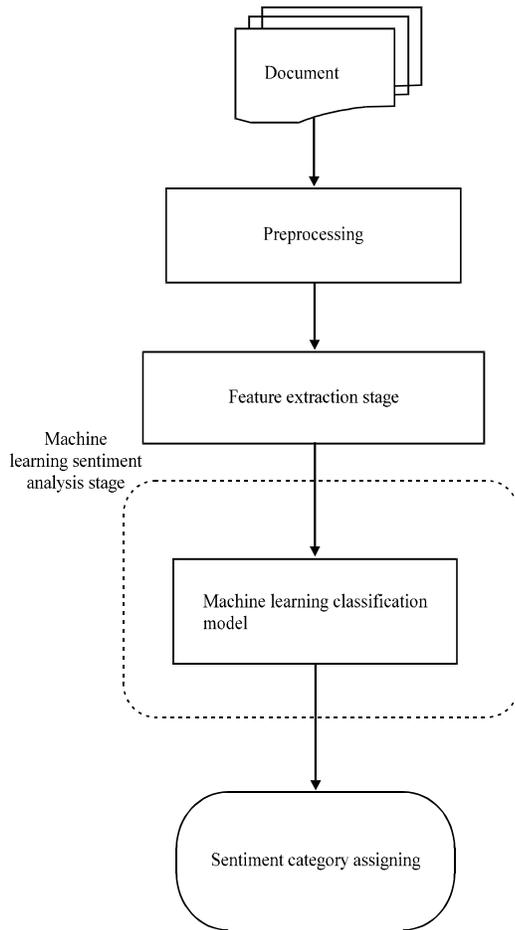 Document
Preprocessing
Feature extraction stage
Machine
learning sentiment
analysis stage
Machine learning classification
model
Sentiment category assigning